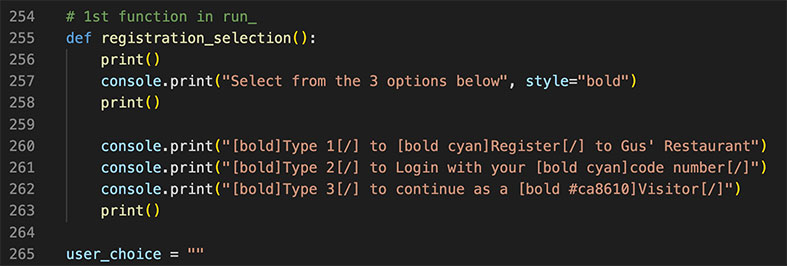 254 # 1st function in run_
255 def registration_selection():
256 print()
257 console.print("Select from the 3 options below", style="bold")
258 print()
259
260 console.print("[bold]Type 1[/] to [bold cyan]Register[/] to Gus' Restaurant")
261 console.print("[bold]Type 2[/] to Login with your [bold cyan]code number[/]")
262 console.print("[bold]Type 3[/] to continue as a [bold #ca8610]Visitor[/]")
263 print()
264
265 user_choice = ""